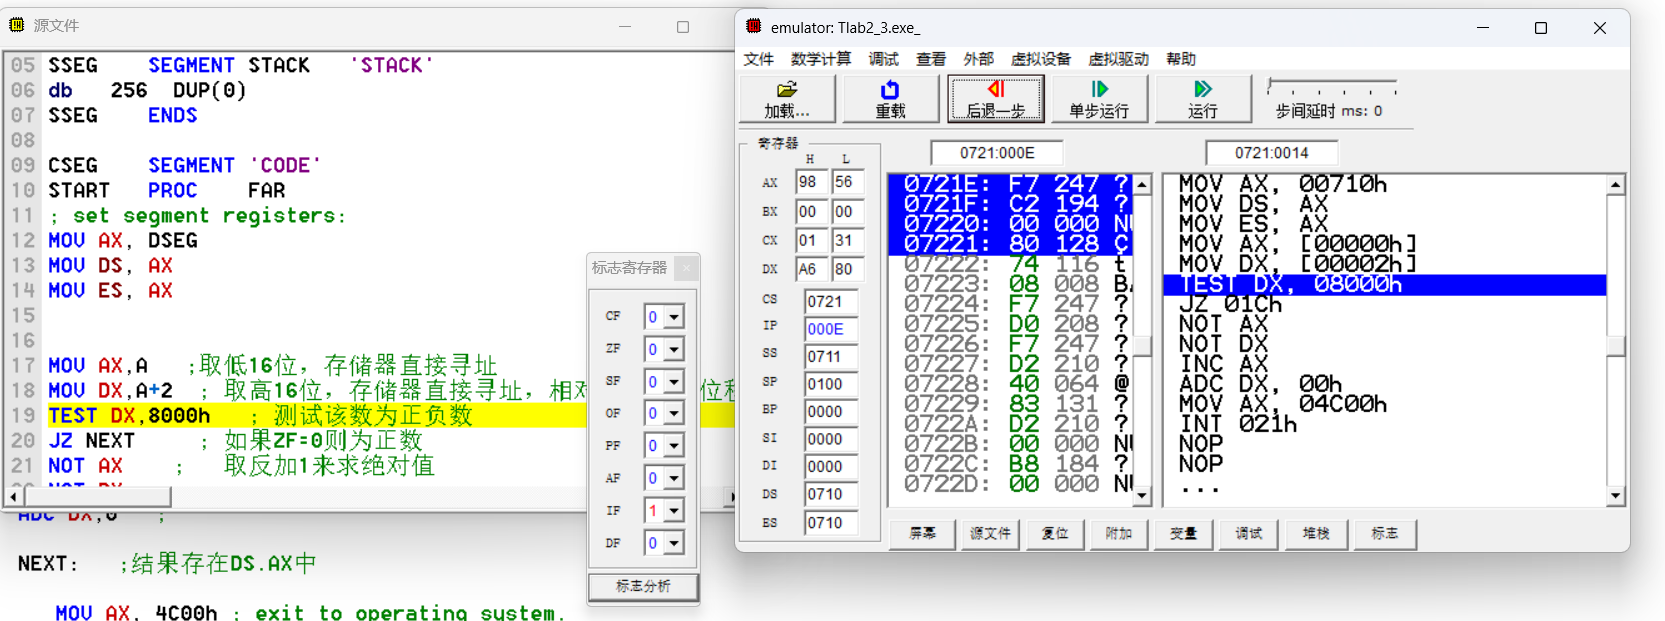 源文件
05 SSEG    SEGMENT STACK    'STACK'
06 db    256  DUP(0)
07 SSEG    ENDS
08
09 CSEG    SEGMENT 'CODE'
10 START   PROC    FAR
11 ; set segment registers:
12 MOV AX, DSEG
13 MOV DS, AX
14 MOV ES, AX
15
16
17 MOV AX,A   ;取低16位，存储器直接寻址
18 MOV DX,A+2  ; 取高16位，存储器直接寻址，相对
19 TEST DX,8000h   ; 测试该数为正负数
20 JZ NEXT     ; 如果ZF=0则为正数
21 NOT AX    ;   取反加1来求绝对值
ADC DX,0   ;
NEXT:   ;结果存在DS.AX中
MOV AX, 4C00h ; exit to operating system.
标志寄存器
CF 0
ZF 0
SF 0
OF 0
PF 0
AF 0
IF 1
DF 0
标志分析
emulator: Tlab2_3.exe_
文件 数学计算 调试 查看 外部 虚拟设备 虚拟驱动 帮助
加载... 重载 后退一步 单步运行 运行 步间延时 ms: 0
寄存器
H L
AX 98 56
BX 00 00
CX 01 31
DX A6 80
CS 0721
IP 000E
SS 0711
SP 0100
BP 0000
SI 0000
DI 0000
DS 0710
ES 0710
0721:000E
0721E: F7 247 ?
0721F: C2 194 ?
07220: 00 000 NU
07221: 80 128 Ç
07222: 74 116 t
07223: 08 008 BA
07224: F7 247 ?
07225: D0 208 ?
07226: F7 247 ?
07227: D2 210 ?
07228: 40 064 @
07229: 83 131 ?
0722A: D2 210 ?
0722B: 00 000 NU
0722C: B8 184 ?
0722D: 00 000 NU
0721:0014
MOV AX, 00710h
MOV DS, AX
MOV ES, AX
MOV AX, [00000h]
MOV DX, [00002h]
TEST DX, 08000h
JZ 01Ch
NOT AX
NOT DX
INC AX
ADC DX, 00h
MOV AX, 04C00h
INT 021h
NOP
NOP
...
屏幕 源文件 复位 附加 变量 调试 堆栈 标志